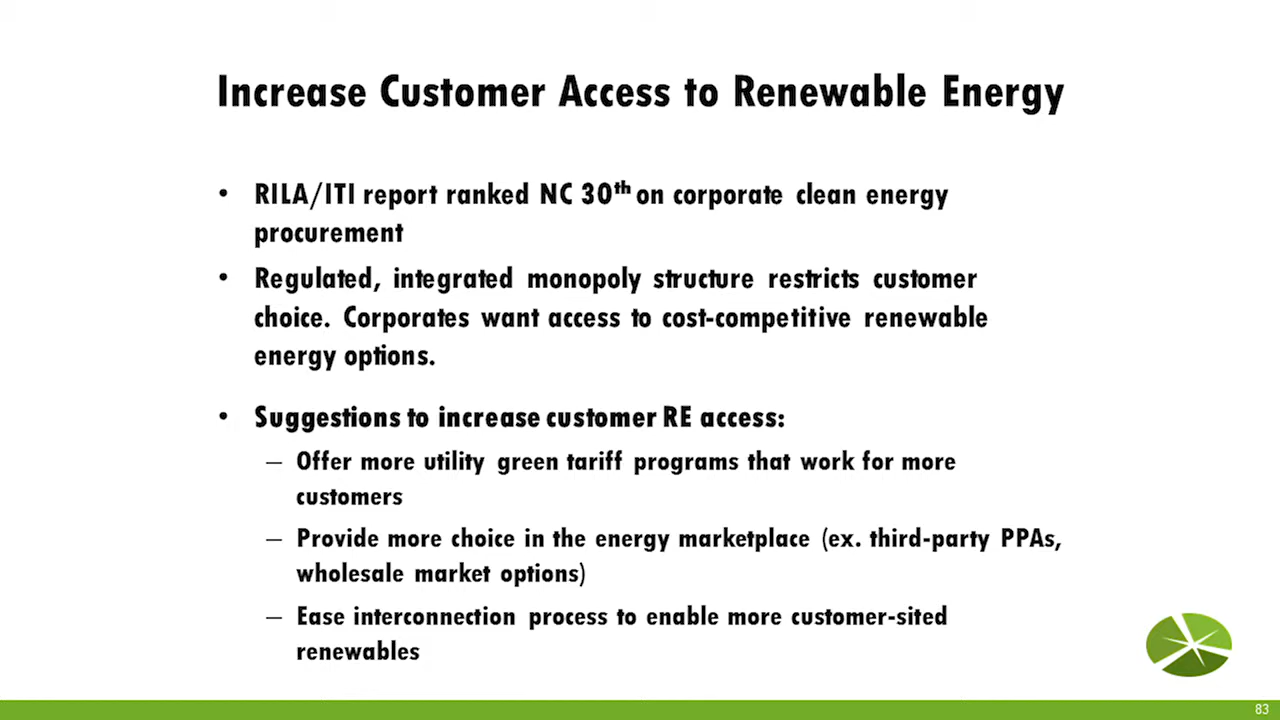 Increase Customer Access to Renewable Energy
• RILA/ITI report ranked NC 30th on corporate clean energy
procurement
• Regulated, integrated monopoly structure restricts customer
choice. Corporates want access to cost-competitive renewable
energy options.
• Suggestions to increase customer RE access:
– Offer more utility green tariff programs that work for more
customers
– Provide more choice in the energy marketplace (ex. third-party PPAs,
wholesale market options)
– Ease interconnection process to enable more customer-sited
renewables
83